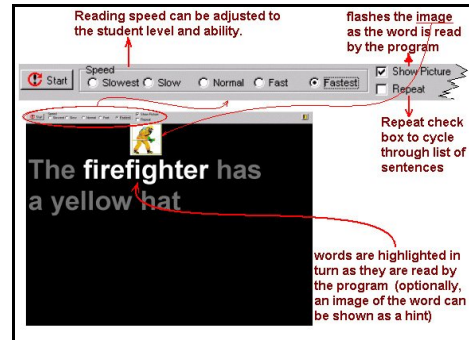 Reading speed can be adjusted
to the student level and ability.
flashes the image
as the word is read
by the program
Start
Speed
Slowest Slow Normal Fast Fastest
Show Picture
Repeat
Repeat check
box to cycle
through list of
sentences
The firefighter has
a yellow hat
words are highlighted in
turn as they are read by
the program (optionally,
an image of the word can
be shown as a hint)